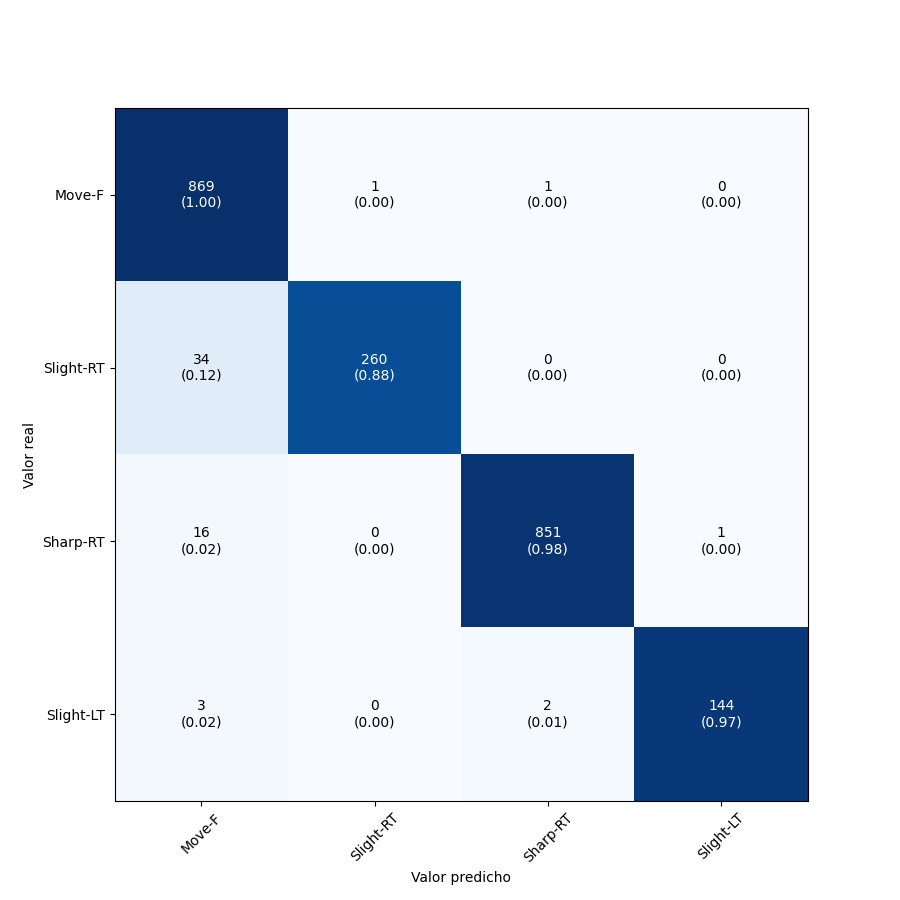 869 1 1 0
Move-F
(1.00) (0.00) (0.00) (0.00)
34 260 0 0
Slight-RT
(0.12) (0.88) (0.00) (0.00)
Valor real
16 0 851 1
Sharp-RT
(0.02) (0.00) (0.98) (0.00)
3 0 2 144
Slight-LT
(0.02) (0.00) (0.01) (0.97)
Move-F Slight-RT Sharp-RT Slight-LT
Valor predicho